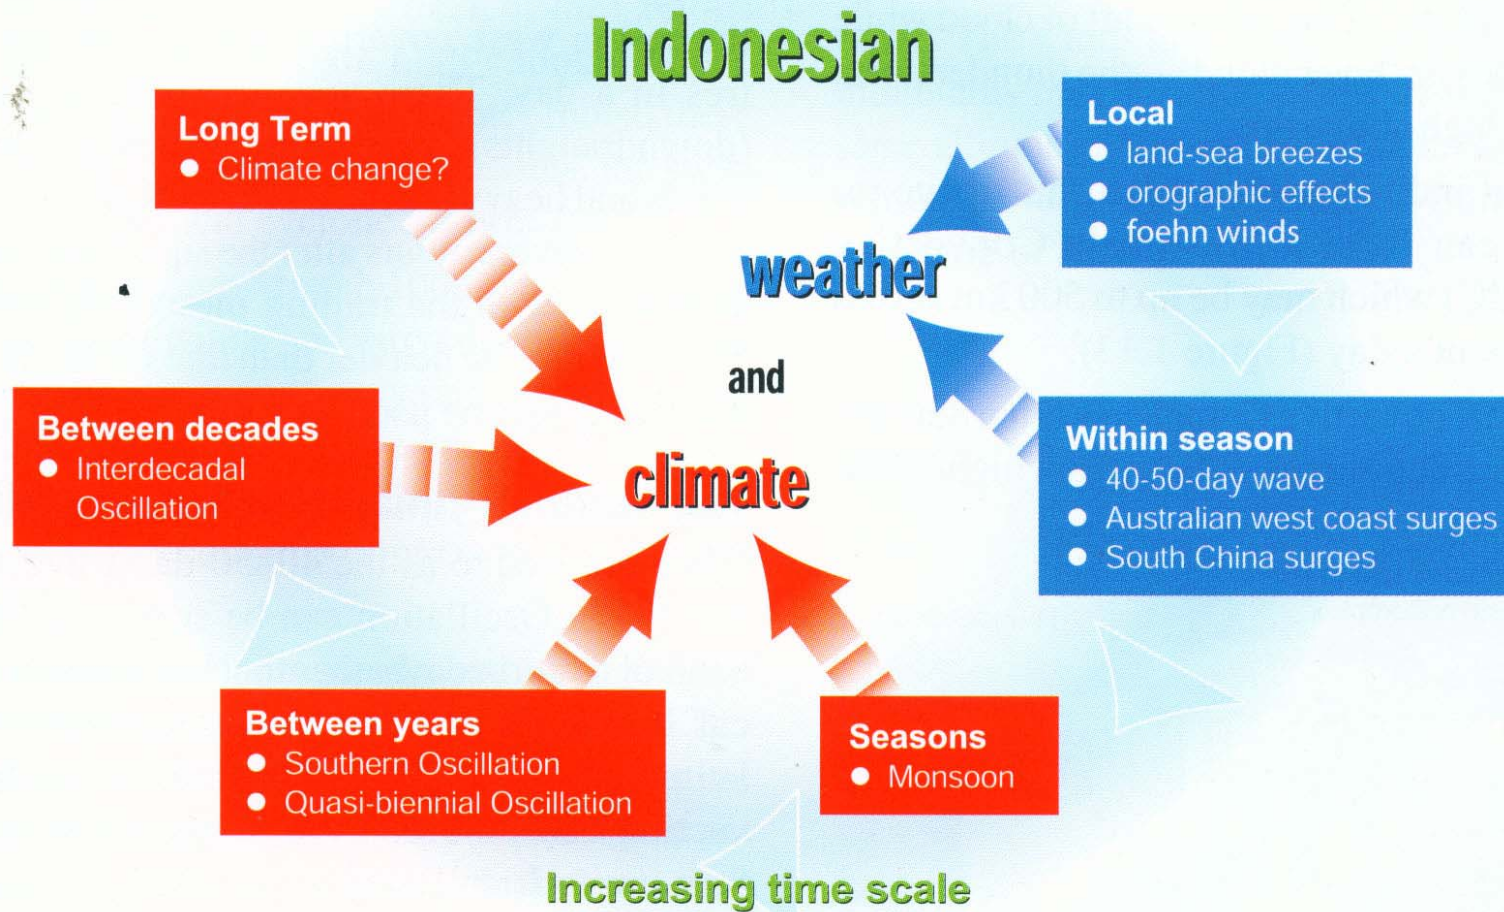 Indonesian
weather
and
climate
Local
● land-sea breezes
● orographic effects
● foehn winds
Within season
● 40-50-day wave
● Australian west coast surges
● South China surges
Seasons
● Monsoon
Between years
● Southern Oscillation
● Quasi-biennial Oscillation
Between decades
● Interdecadal
Oscillation
Long Term
● Climate change?
Increasing time scale